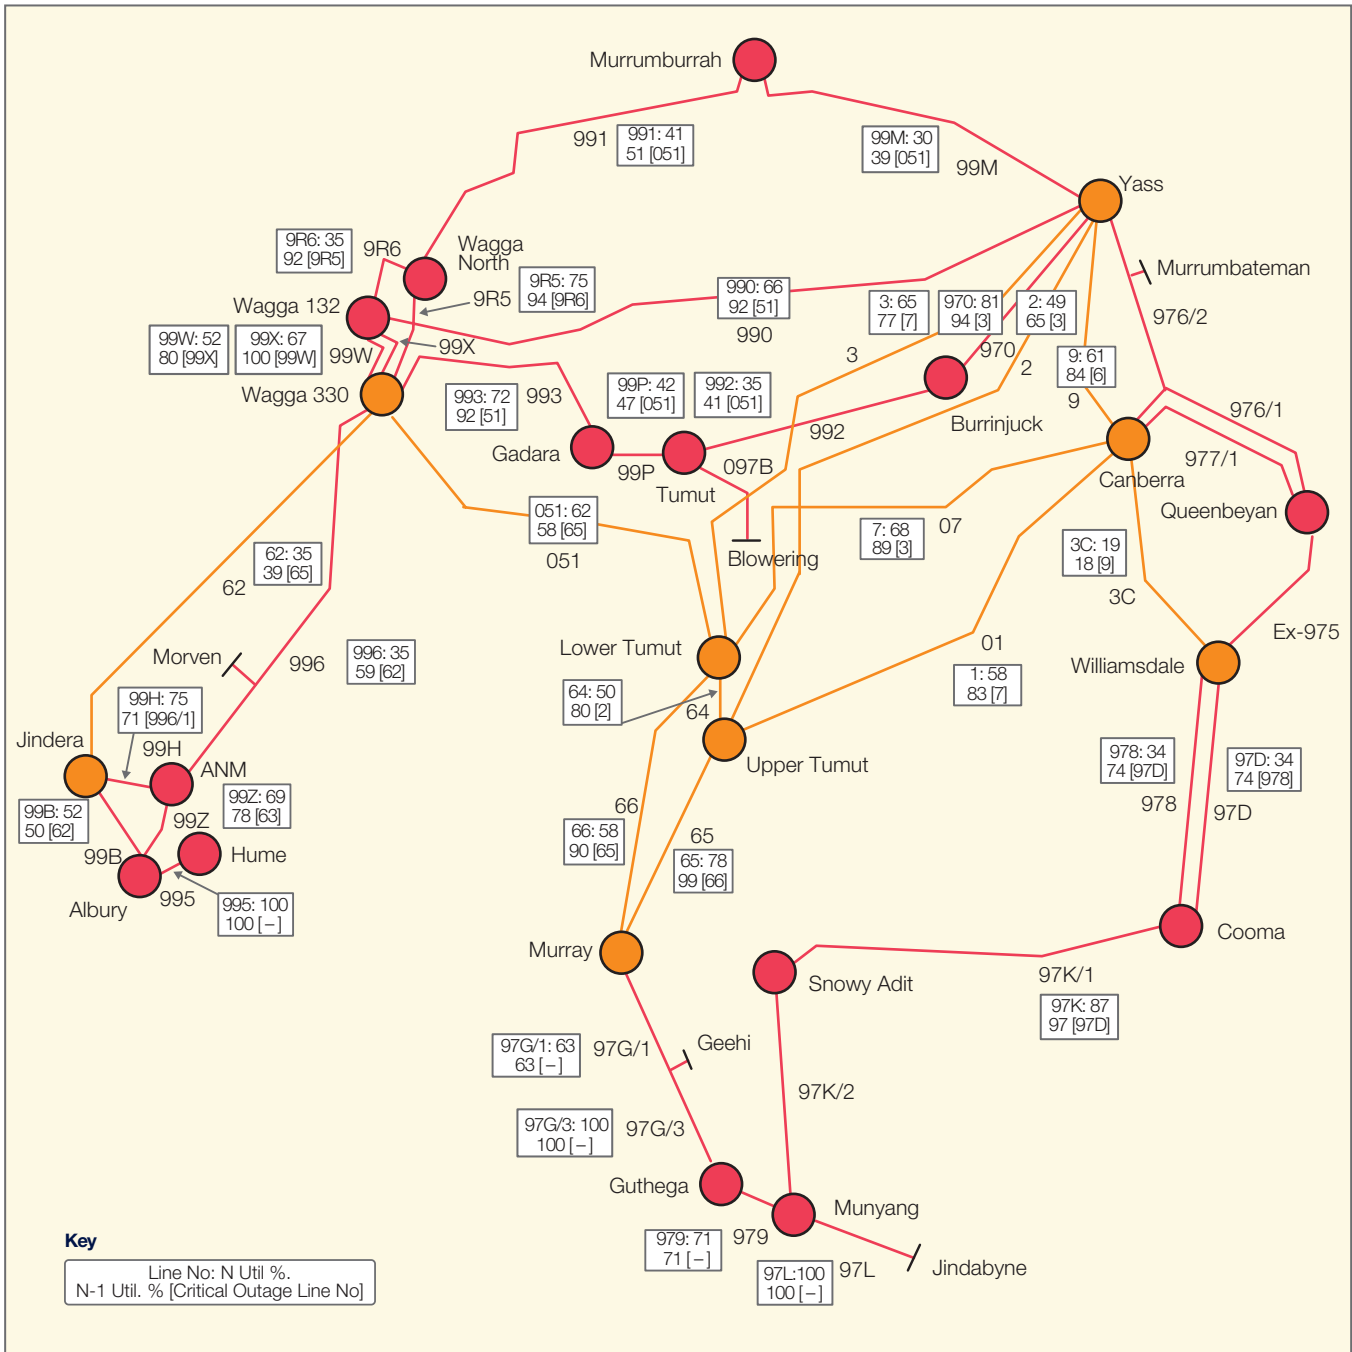 Murrumburrah
991
991: 41
51 [051]
99M: 30
39 [051]
99M
Yass
9R6: 35
92 [9R5]
9R6
Wagga
North
9R5: 75
94 [9R6]
9R5
Murrumbateman
990: 66
92 [51]
990
3: 65
77 [7]
970: 81
94 [3]
2: 49
65 [3]
976/2
Wagga 132
99W: 52
80 [99X]
99X: 67
100 [99W]
99W
99X
3
970
2
9: 61
84 [6]
9
Wagga 330
993: 72
92 [51]
993
99P: 42
47 [051]
992: 35
41 [051]
976/1
Burrinjuck
992
977/1
Gadara
99P
097B
Tumut
Canberra
Queenbeyan
051: 62
58 [65]
051
Blowering
7: 68
89 [3]
07
3C: 19
18 [9]
3C
62: 35
39 [65]
62
Ex-975
Morven
996
996: 35
59 [62]
Lower Tumut
01
Williamsdale
99H: 75
71 [996/1]
64: 50
80 [2]
64
1: 58
83 [7]
Jindera
99H
ANM
Upper Tumut
978: 34
74 [97D]
978
97D: 34
74 [978]
97D
99B: 52
50 [62]
99Z
99Z: 69
78 [63]
66
66: 58
90 [65]
65
65: 78
99 [66]
99B
Hume
995
995: 100
100 [–]
Albury
Murray
Cooma
Snowy Adit
97K/1
97K: 87
97 [97D]
97G/1: 63
63 [–]
97G/1
Geehi
97K/2
97G/3: 100
100 [–]
97G/3
Guthega
Munyang
979: 71
71 [–]
979
97L:100
100 [–]
97L
Jindabyne
Key
Line No: N Util %.
N-1 Util. % [Critical Outage Line No]